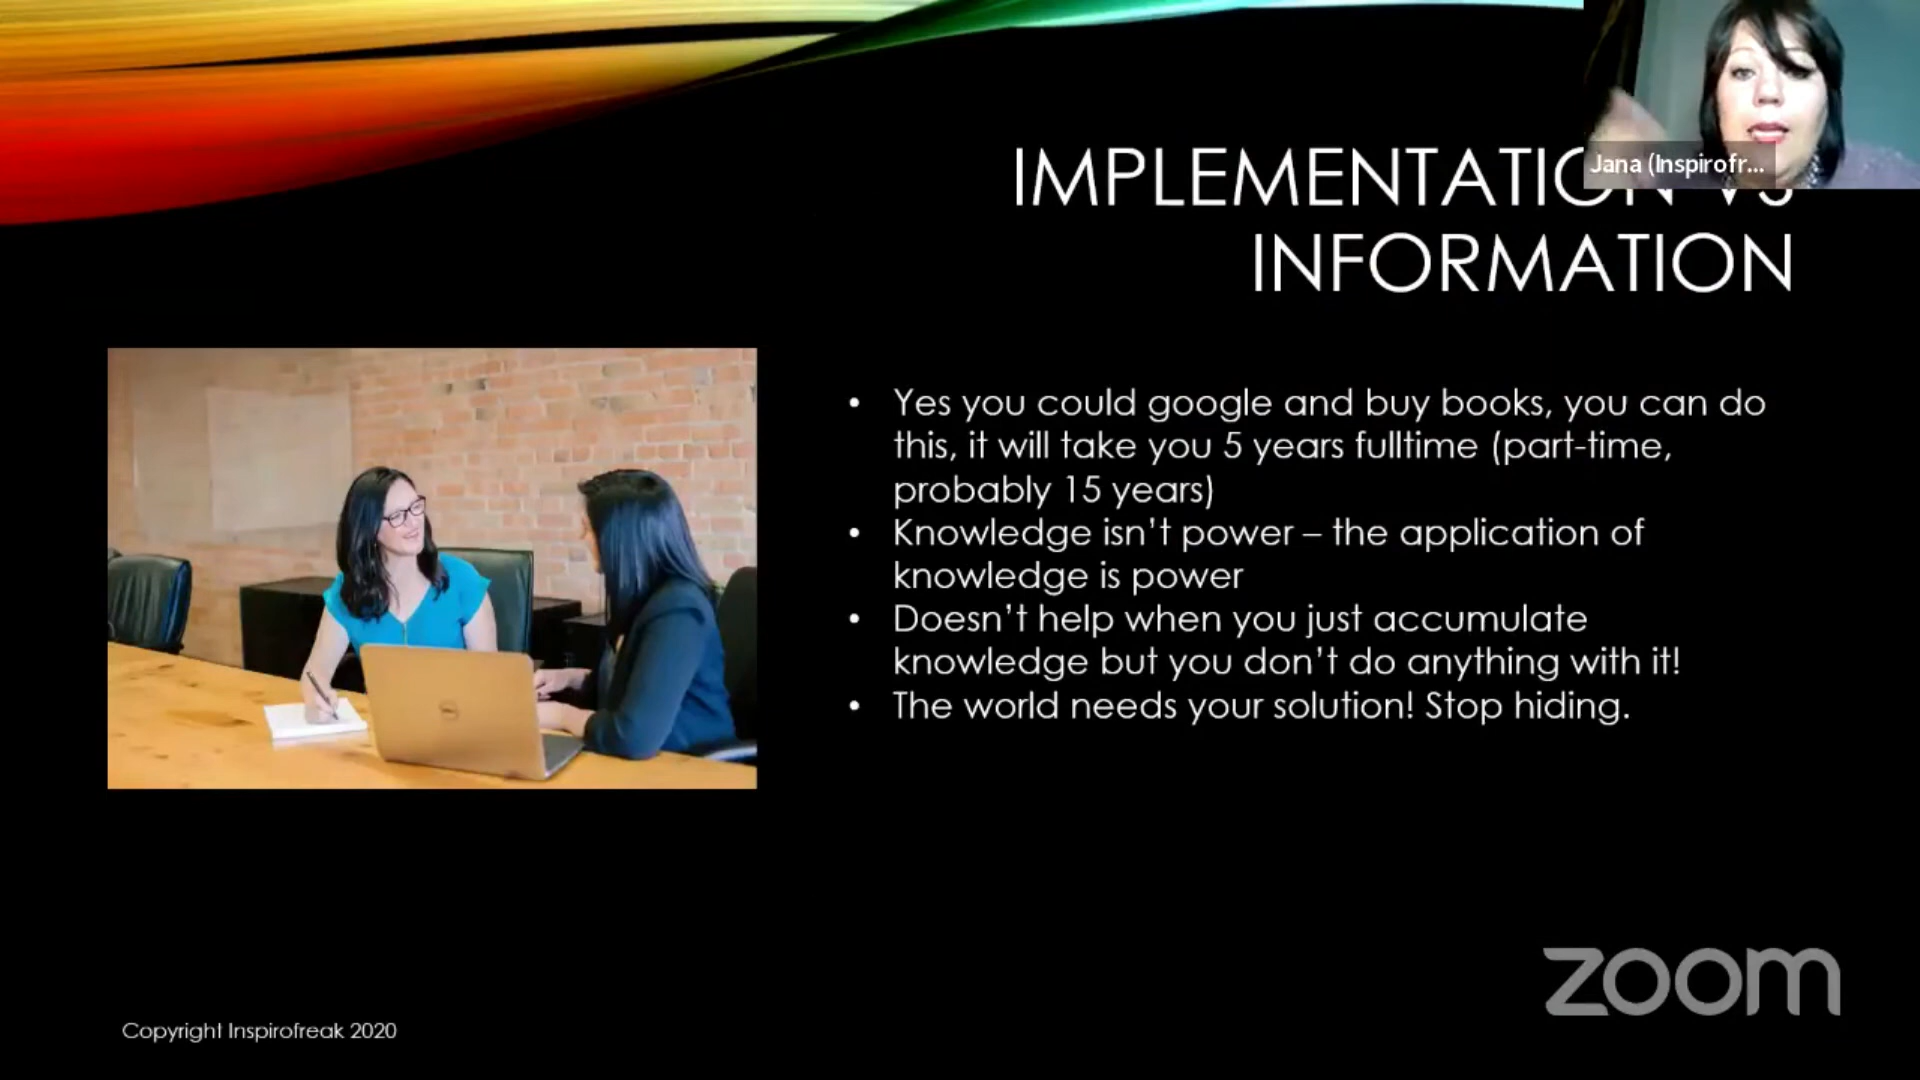 IMPLEMENTATION VS
INFORMATION
Jana (Inspirofr...
• Yes you could google and buy books, you can do
this, it will take you 5 years fulltime (part-time,
probably 15 years)
• Knowledge isn’t power – the application of
knowledge is power
• Doesn’t help when you just accumulate
knowledge but you don’t do anything with it!
• The world needs your solution! Stop hiding.
zoom
Copyright Inspirofreak 2020